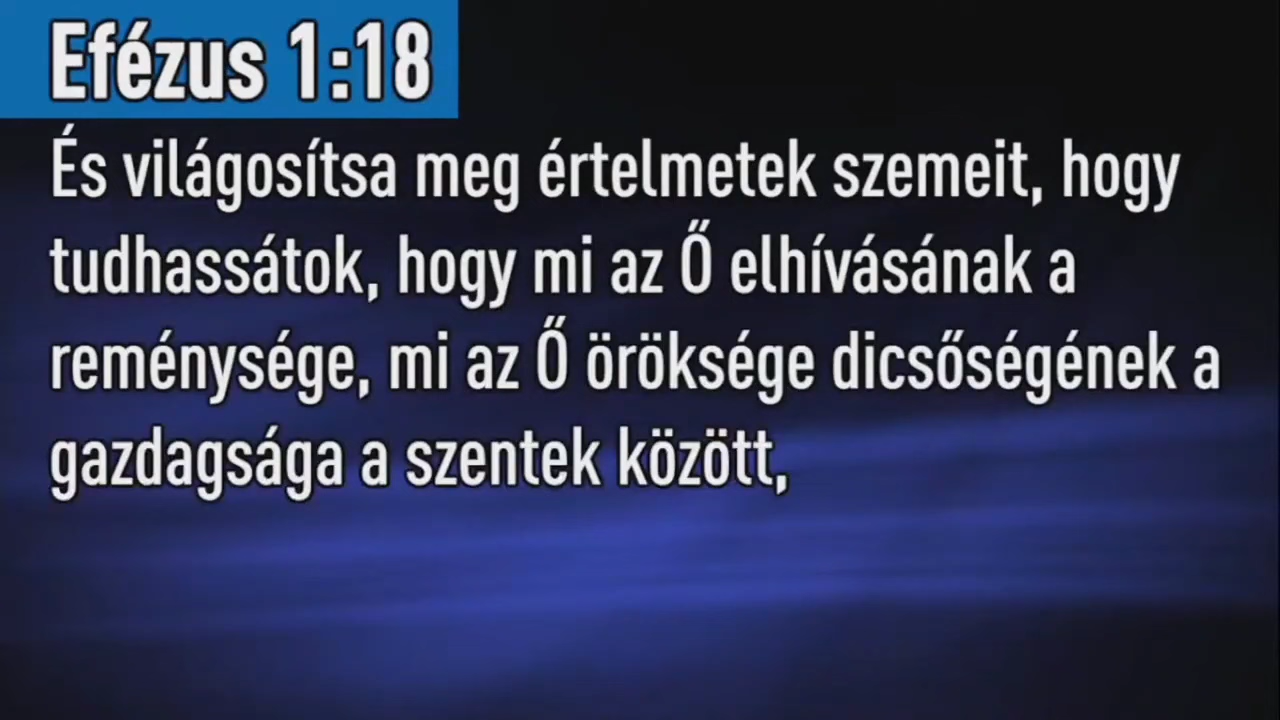 Efézus 1:18
És világosítsa meg értelmetek szemeit, hogy
tudhassátok, hogy mi az Ő elhívásának a
reménysége, mi az Ő öröksége dicsőségének a
gazdagsága a szentek között,